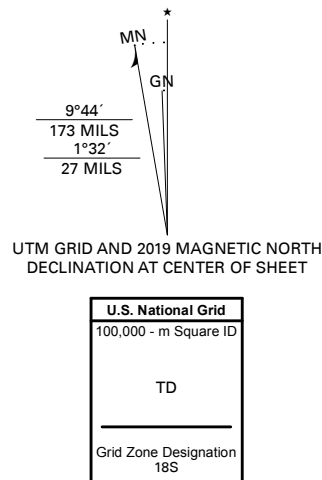 ★
MN
GN
9°44´
173 MILS
1°32´
27 MILS
UTM GRID AND 2019 MAGNETIC NORTH
DECLINATION AT CENTER OF SHEET
U.S. National Grid
100,000 - m Square ID
TD
Grid Zone Designation
18S